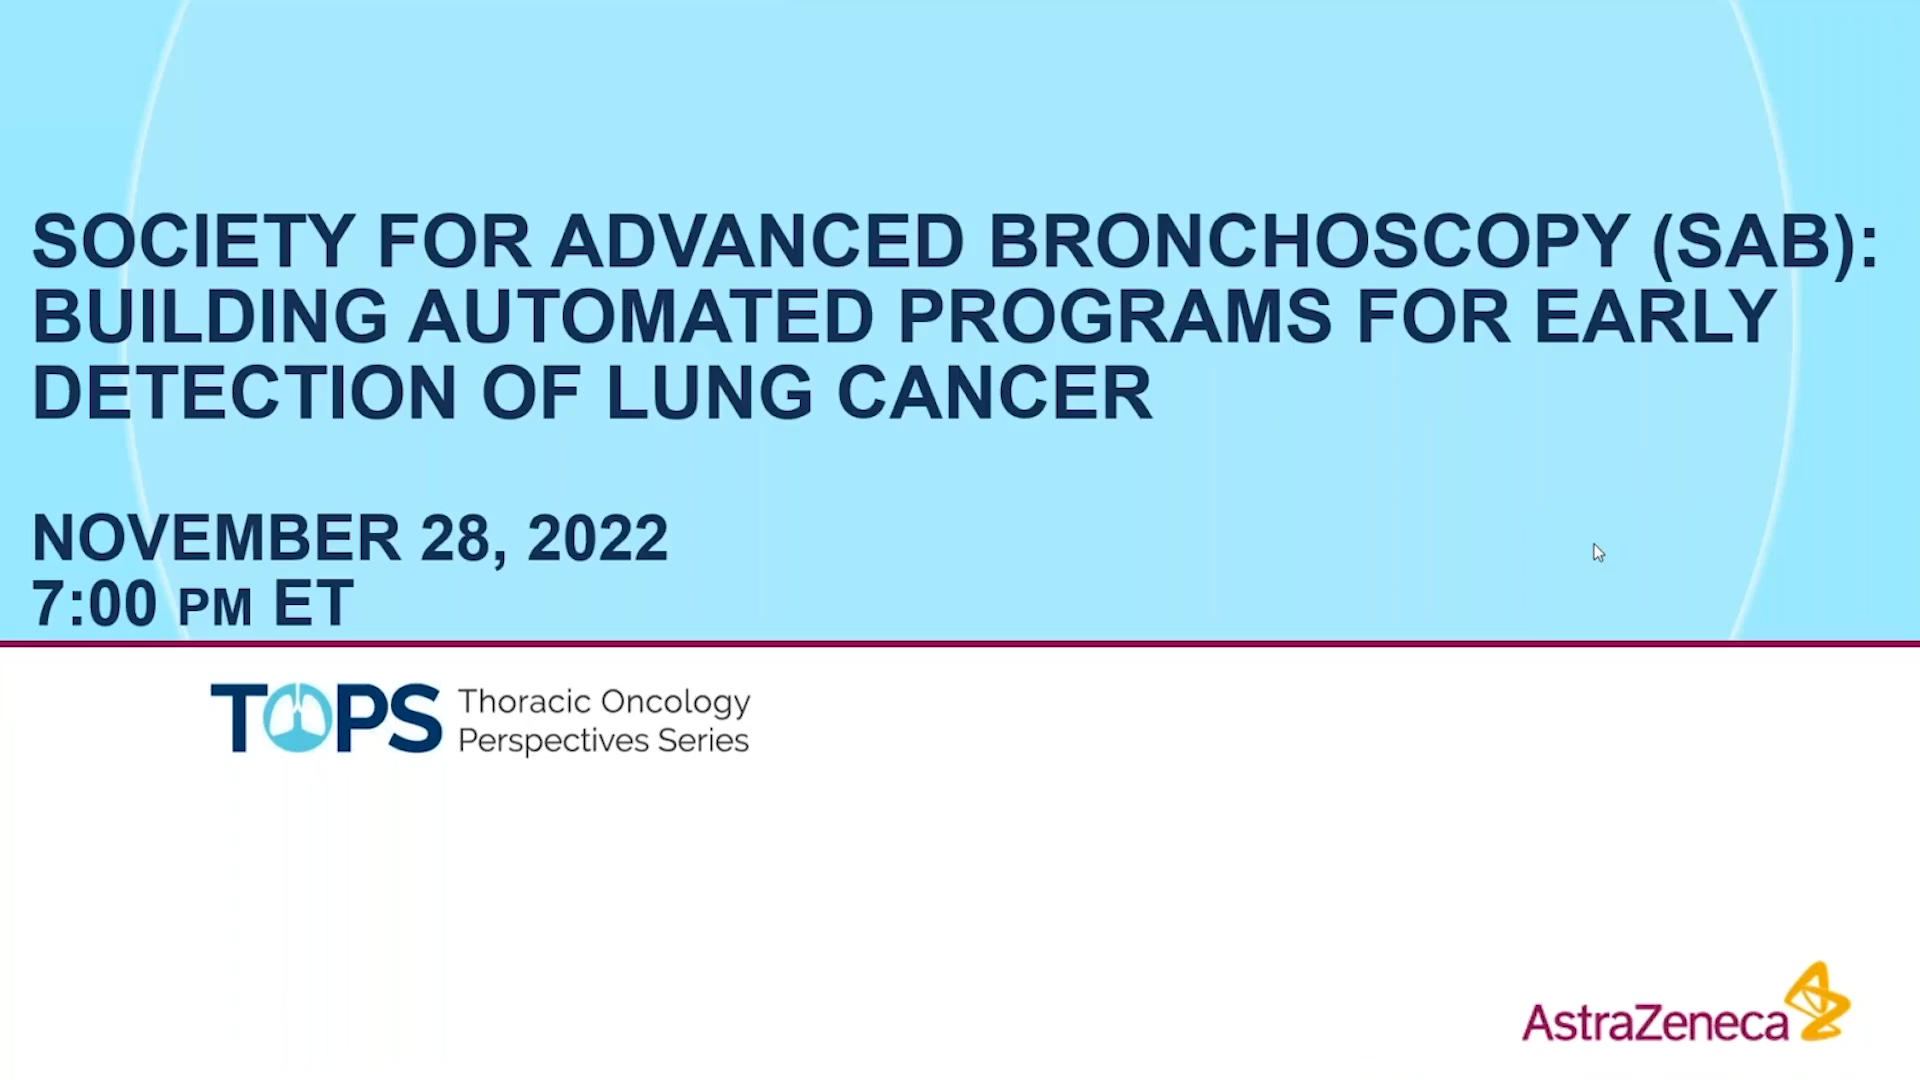 SOCIETY FOR ADVANCED BRONCHOSCOPY (SAB):
BUILDING AUTOMATED PROGRAMS FOR EARLY
DETECTION OF LUNG CANCER
NOVEMBER 28, 2022
7:00 PM ET
TOPS
Thoracic Oncology
Perspectives Series
AstraZeneca